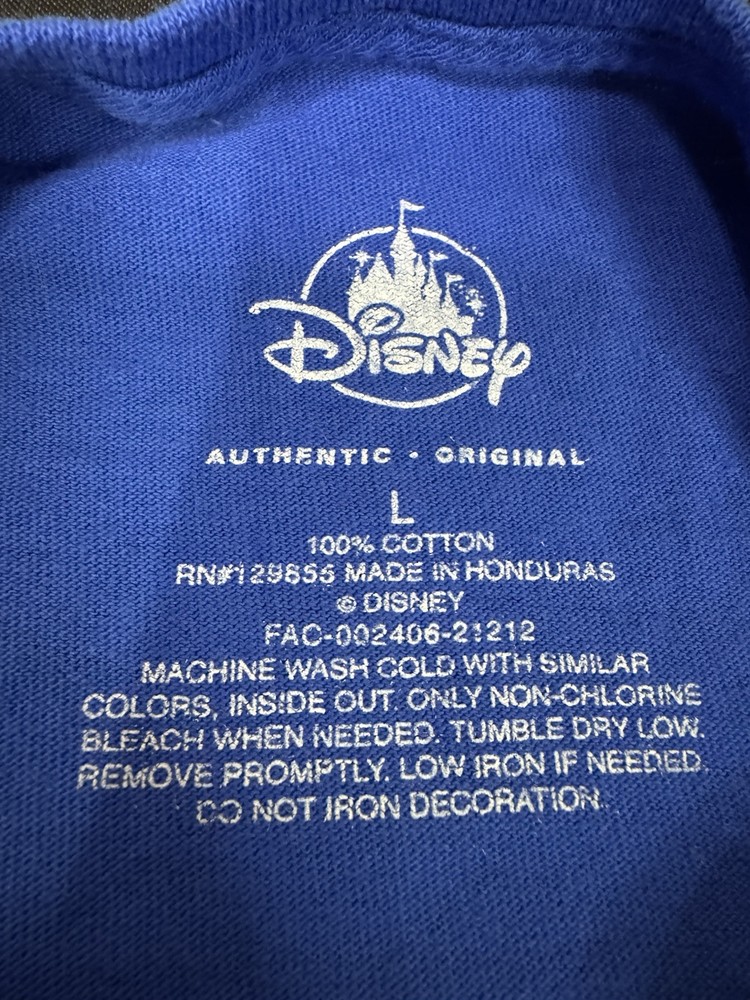 Disney
AUTHENTIC • ORIGINAL
L
100% COTTON
RN#129855 MADE IN HONDURAS
© DISNEY
FAC-002406-21212
MACHINE WASH COLD WITH SIMILAR
COLORS, INSIDE OUT. ONLY NON-CHLORINE
BLEACH WHEN NEEDED. TUMBLE DRY LOW.
REMOVE PROMPTLY. LOW IRON IF NEEDED.
DO NOT IRON DECORATION.